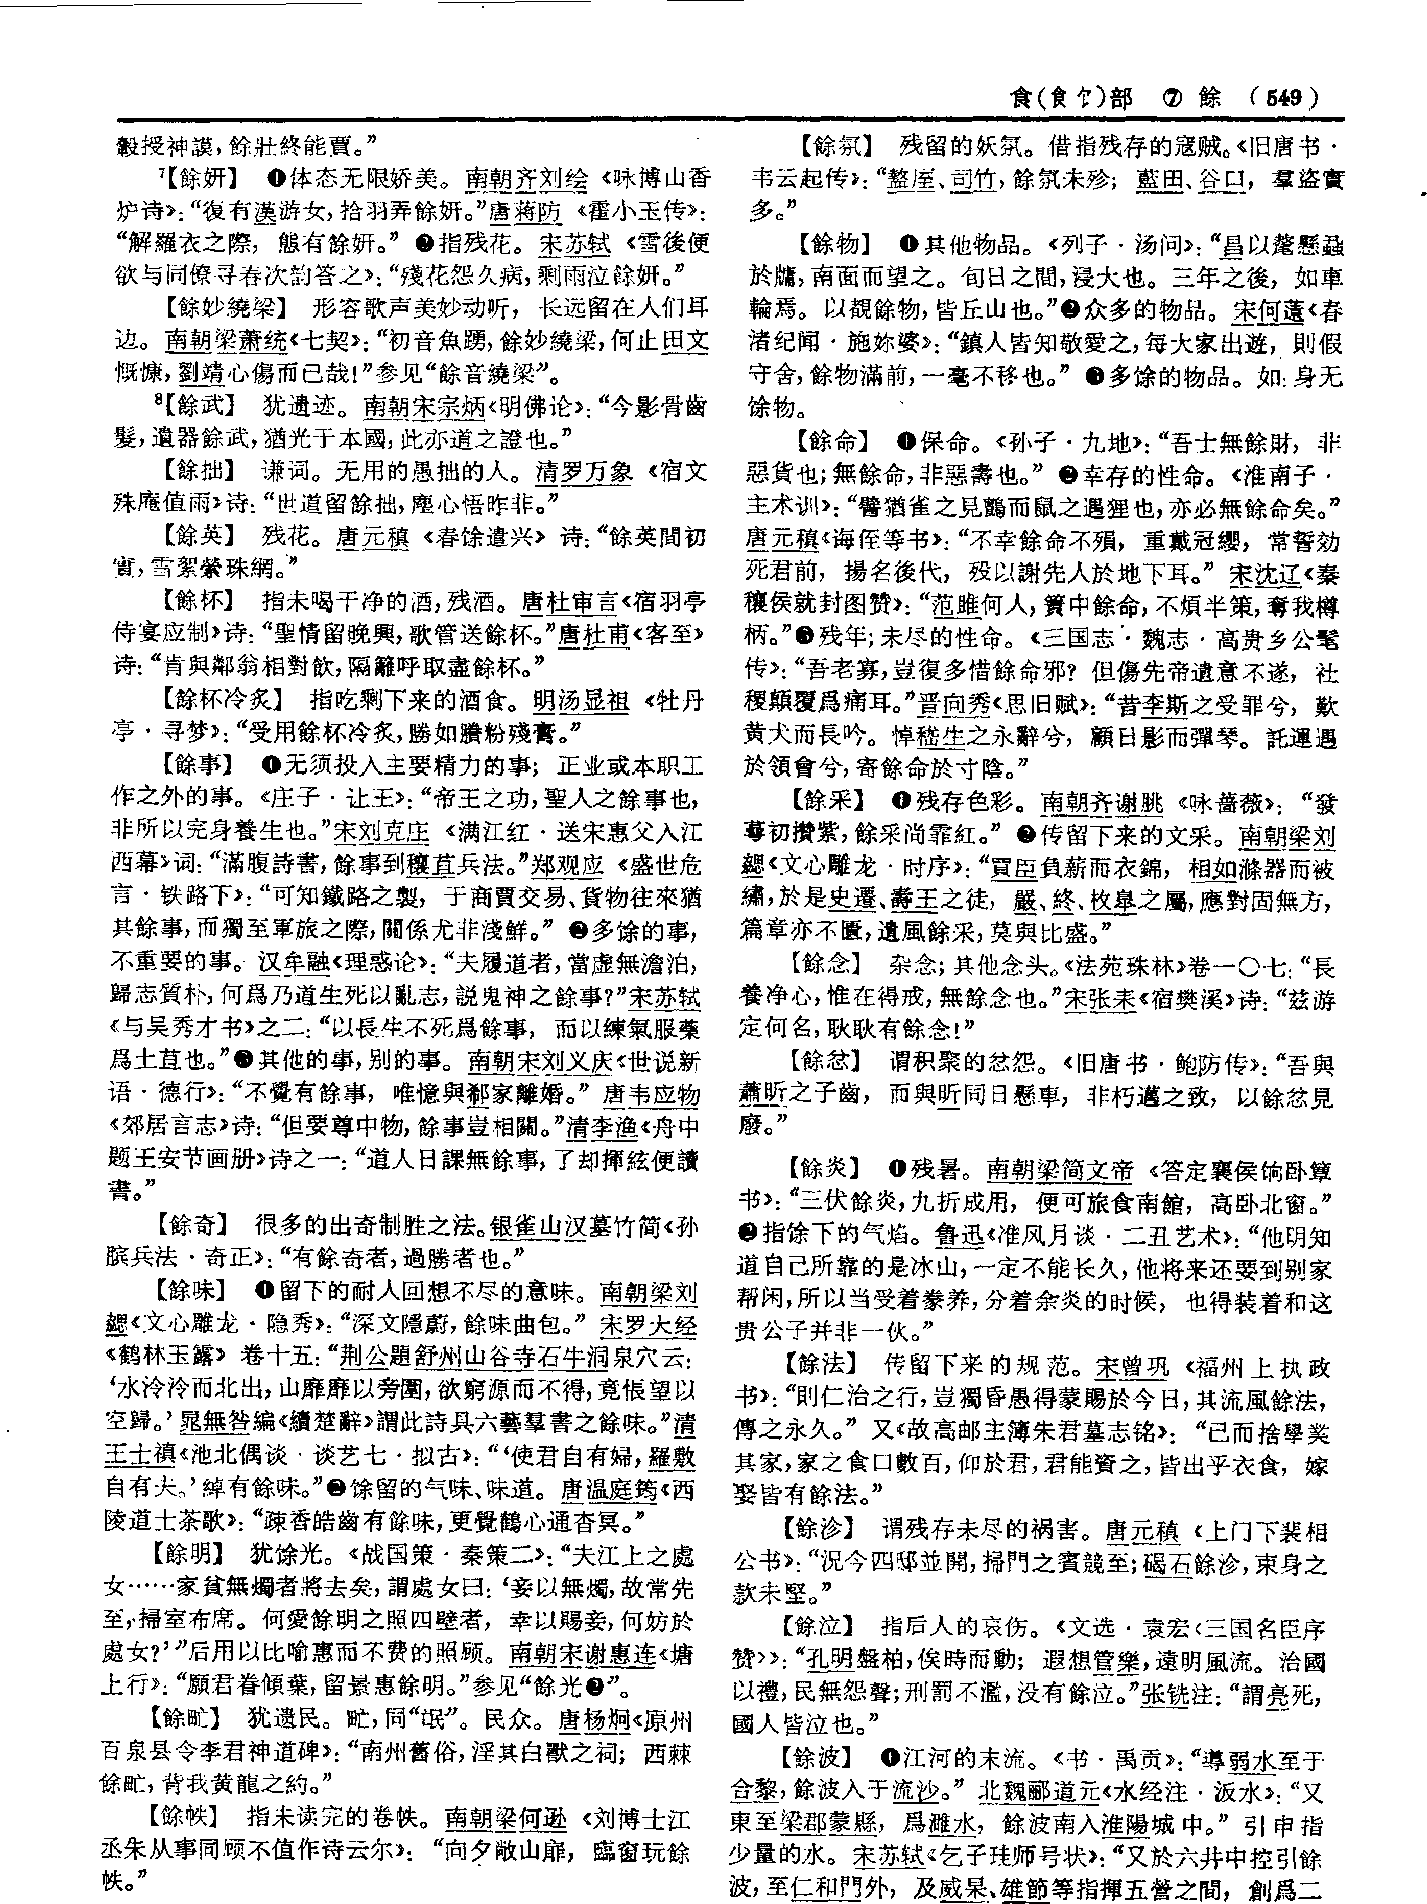 食(食饣)部 ⑦ 餘 (549)
毅授神謨,餘壯終能賈。”
⁷【餘妍】 ❶体态无限娇美。南朝齐刘绘《咏博山香
炉诗》:“復有漢游女,拾羽弄餘妍。”唐蒋防《霍小玉传》:
“解羅衣之際,態有餘妍。” ❷指残花。宋苏轼《雪後便
欲与同僚寻春次韵答之》:“殘花怨久病,剩雨泣餘妍。”
【餘妙繞梁】 形容歌声美妙动听,长远留在人们耳
边。南朝梁萧统《七契》:“初音魚踴,餘妙繞梁,何止田文
慨慷,劉靖心傷而已哉!”参见“餘音繞梁”。
⁸【餘武】 犹遗迹。南朝宋宗炳《明佛论》:“今影骨齒
髮,遺器餘武,猶光于本國,此亦道之證也。”
【餘拙】 谦词。无用的愚拙的人。清罗万象《宿文
殊庵值雨》诗:“世道留餘拙,塵心悟昨非。”
【餘英】 残花。唐元稹《春馀遣兴》诗:“餘英間初
實,雪絮縈珠網。”
【餘杯】 指未喝干净的酒,残酒。唐杜审言《宿羽亭
侍宴应制》诗:“聖情留晚興,歌管送餘杯。”唐杜甫《客至》
诗:“肯與鄰翁相對飲,隔籬呼取盡餘杯。”
【餘杯冷炙】 指吃剩下来的酒食。明汤显祖《牡丹
亭·寻梦》:“受用餘杯冷炙,勝如賸粉殘膏。”
【餘事】 ❶无须投入主要精力的事;正业或本职工
作之外的事。《庄子·让王》:“帝王之功,聖人之餘事也,
非所以完身養生也。”宋刘克庄《满江红·送宋惠父入江
西幕》词:“滿腹詩書,餘事到穰苴兵法。”郑观应《盛世危
言·铁路下》:“可知鐵路之製,于商賈交易、貨物往來猶
其餘事,而獨至軍旅之際,關係尤非淺鮮。” ❷多馀的事,
不重要的事。汉牟融《理惑论》:“夫履道者,當虚無澹泊,
歸志質朴,何爲乃道生死以亂志,説鬼神之餘事?”宋苏轼
《与吴秀才书》之二:“以長生不死爲餘事,而以練氣服藥
爲土苴也。”❸其他的事,别的事。南朝宋刘义庆《世说新
语·德行》:“不覺有餘事,唯憶與郗家離婚。” 唐韦应物
《郊居言志》诗:“但要尊中物,餘事豈相關。”清李渔《舟中
题王安节画册》诗之一:“道人日課無餘事,了却揮絃便讀
書。”
【餘奇】 很多的出奇制胜之法。银雀山汉墓竹简《孙
膑兵法·奇正》:“有餘奇者,過勝者也。”
【餘味】 ❶留下的耐人回想不尽的意味。南朝梁刘
勰《文心雕龙·隐秀》:“深文隱蔚,餘味曲包。” 宋罗大经
《鹤林玉露》卷十五:“荆公題舒州山谷寺石牛洞泉穴云:
‘水泠泠而北出,山靡靡以旁圍,欲窮源而不得,竟悵望以
空歸。’晁無咎編《續楚辭》謂此詩具六藝羣書之餘味。”清
王士禛《池北偶谈·谈艺七·拟古》:“‘使君自有婦,羅敷
自有夫。’綽有餘味。”❷馀留的气味、味道。唐温庭筠《西
陵道士茶歌》:“疎香皓齒有餘味,更覺鶴心通杳冥。”
【餘明】 犹馀光。《战国策·秦策二》:“夫江上之處
女……家貧無燭者將去矣,謂處女曰:‘妾以無燭,故常先
至,掃室布席。何愛餘明之照四壁者,幸以賜妾,何妨於
處女?’”后用以比喻惠而不费的照顾。南朝宋谢惠连《塘
上行》:“願君眷傾葉,留景惠餘明。”参见“餘光❷”。
【餘甿】 犹遗民。甿,同“氓”。民众。唐杨炯《原州
百泉县令李君神道碑》:“南州舊俗,淫其白獸之祠;西棘
餘甿,背我黄龍之約。”
【餘帙】 指未读完的卷帙。南朝梁何逊《刘博士江
丞朱从事同顾不值作诗云尔》:“向夕敞山扉,臨窗玩餘
帙。”
【餘氛】 残留的妖氛。借指残存的寇贼。《旧唐书·
韦云起传》:“盩厔、司竹,餘氛未殄;藍田、谷口,羣盜實
多。”
【餘物】 ❶其他物品。《列子·汤问》:“昌以氂懸蝨
於牖,南面而望之。旬日之間,浸大也。三年之後,如車
輪焉。以覩餘物,皆丘山也。”❷众多的物品。宋何薳《春
渚纪闻·施妳婆》:“鎮人皆知敬愛之,每大家出遊,則假
守舍,餘物滿前,一毫不移也。” ❸多馀的物品。如:身无
馀物。
【餘命】 ❶保命。《孙子·九地》:“吾士無餘財,非
惡貨也;無餘命,非惡壽也。” ❷幸存的性命。《淮南子·
主术训》:“譬猶雀之見鸇而鼠之遇狸也,亦必無餘命矣。”
唐元稹《诲侄等书》:“不幸餘命不殞,重戴冠纓,常誓効
死君前,揚名後代,殁以謝先人於地下耳。” 宋沈辽《秦
穰侯就封图赞》:“范雎何人,簀中餘命,不煩半策,奪我樽
柄。”❸残年;未尽的性命。《三国志·魏志·高贵乡公髦
传》:“吾老寡,豈復多惜餘命邪?但傷先帝遺意不遂,社
稷顛覆爲痛耳。”晋向秀《思旧赋》:“昔李斯之受罪兮,歎
黄犬而長吟。悼嵇生之永辭兮,顧日影而彈琴。託運遇
於領會兮,寄餘命於寸陰。”
【餘采】 ❶残存色彩。南朝齐谢朓《咏蔷薇》:“發
萼初攢紫,餘采尚霏紅。” ❷传留下来的文采。南朝梁刘
勰《文心雕龙·时序》:“買臣負薪而衣錦,相如滌器而被
繡,於是史遷、壽王之徒,嚴、終、枚皋之屬,應對固無方,
篇章亦不匱,遺風餘采,莫與比盛。”
【餘念】 杂念;其他念头。《法苑珠林》卷一〇七:“長
養净心,惟在得戒,無餘念也。”宋张耒《宿樊溪》诗:“兹游
定何名,耿耿有餘念!”
【餘忿】 谓积聚的忿怨。《旧唐书·鲍防传》:“吾與
蕭昕之子齒,而與昕同日懸車,非朽邁之致,以餘忿見
廢。”
【餘炎】 ❶残暑。南朝梁简文帝《答定襄侯饷卧簟
书》:“三伏餘炎,九折成用,便可旅食南館,高卧北窗。”
❷指馀下的气焰。鲁迅《准风月谈·二丑艺术》:“他明知
道自己所靠的是冰山,一定不能长久,他将来还要到别家
帮闲,所以当受着豢养,分着余炎的时候,也得装着和这
贵公子并非一伙。”
【餘法】 传留下来的规范。宋曾巩《福州上执政
书》:“則仁治之行,豈獨昏愚得蒙賜於今日,其流風餘法,
傳之永久。” 又《故高邮主簿朱君墓志铭》:“已而捨學業
其家,家之食口數百,仰於君,君能資之,皆出乎衣食,嫁
娶皆有餘法。”
【餘沴】 谓残存未尽的祸害。唐元稹《上门下裴相
公书》:“況今四邸並開,掃門之賓競至;碣石餘沴,束身之
款未堅。”
【餘泣】 指后人的哀伤。《文选·袁宏〈三国名臣序
赞〉》:“孔明盤桓,俟時而動;遐想管樂,遠明風流。治國
以禮,民無怨聲;刑罰不濫,没有餘泣。”张铣注:“謂亮死,
國人皆泣也。”
【餘波】 ❶江河的末流。《书·禹贡》:“導弱水至于
合黎,餘波入于流沙。” 北魏郦道元《水经注·汳水》:“又
東至梁郡蒙縣,爲濉水,餘波南入淮陽城中。” 引申指
少量的水。宋苏轼《乞子珪师号状》:“又於六井中控引餘
波,至仁和門外,及威果、雄節等指揮五營之間,創爲二